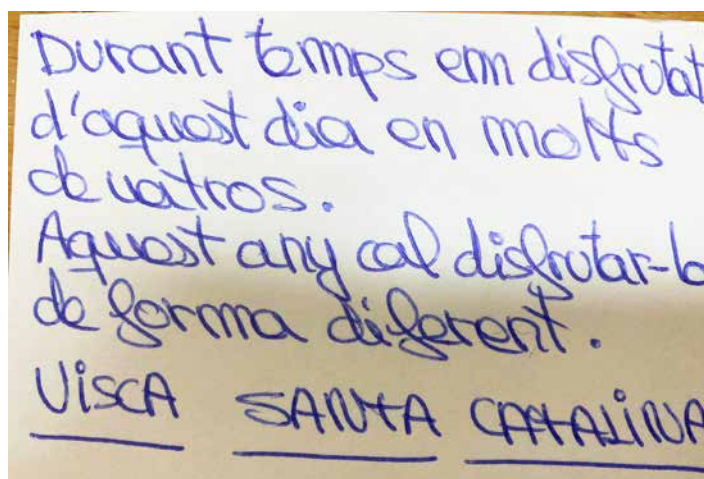 Durant temps em disfrutat
d'aquest dia en molts
de vatros.
Aquest any cal disfrutar-lo
de forma diferent.
VISCA SANTA CATALINA